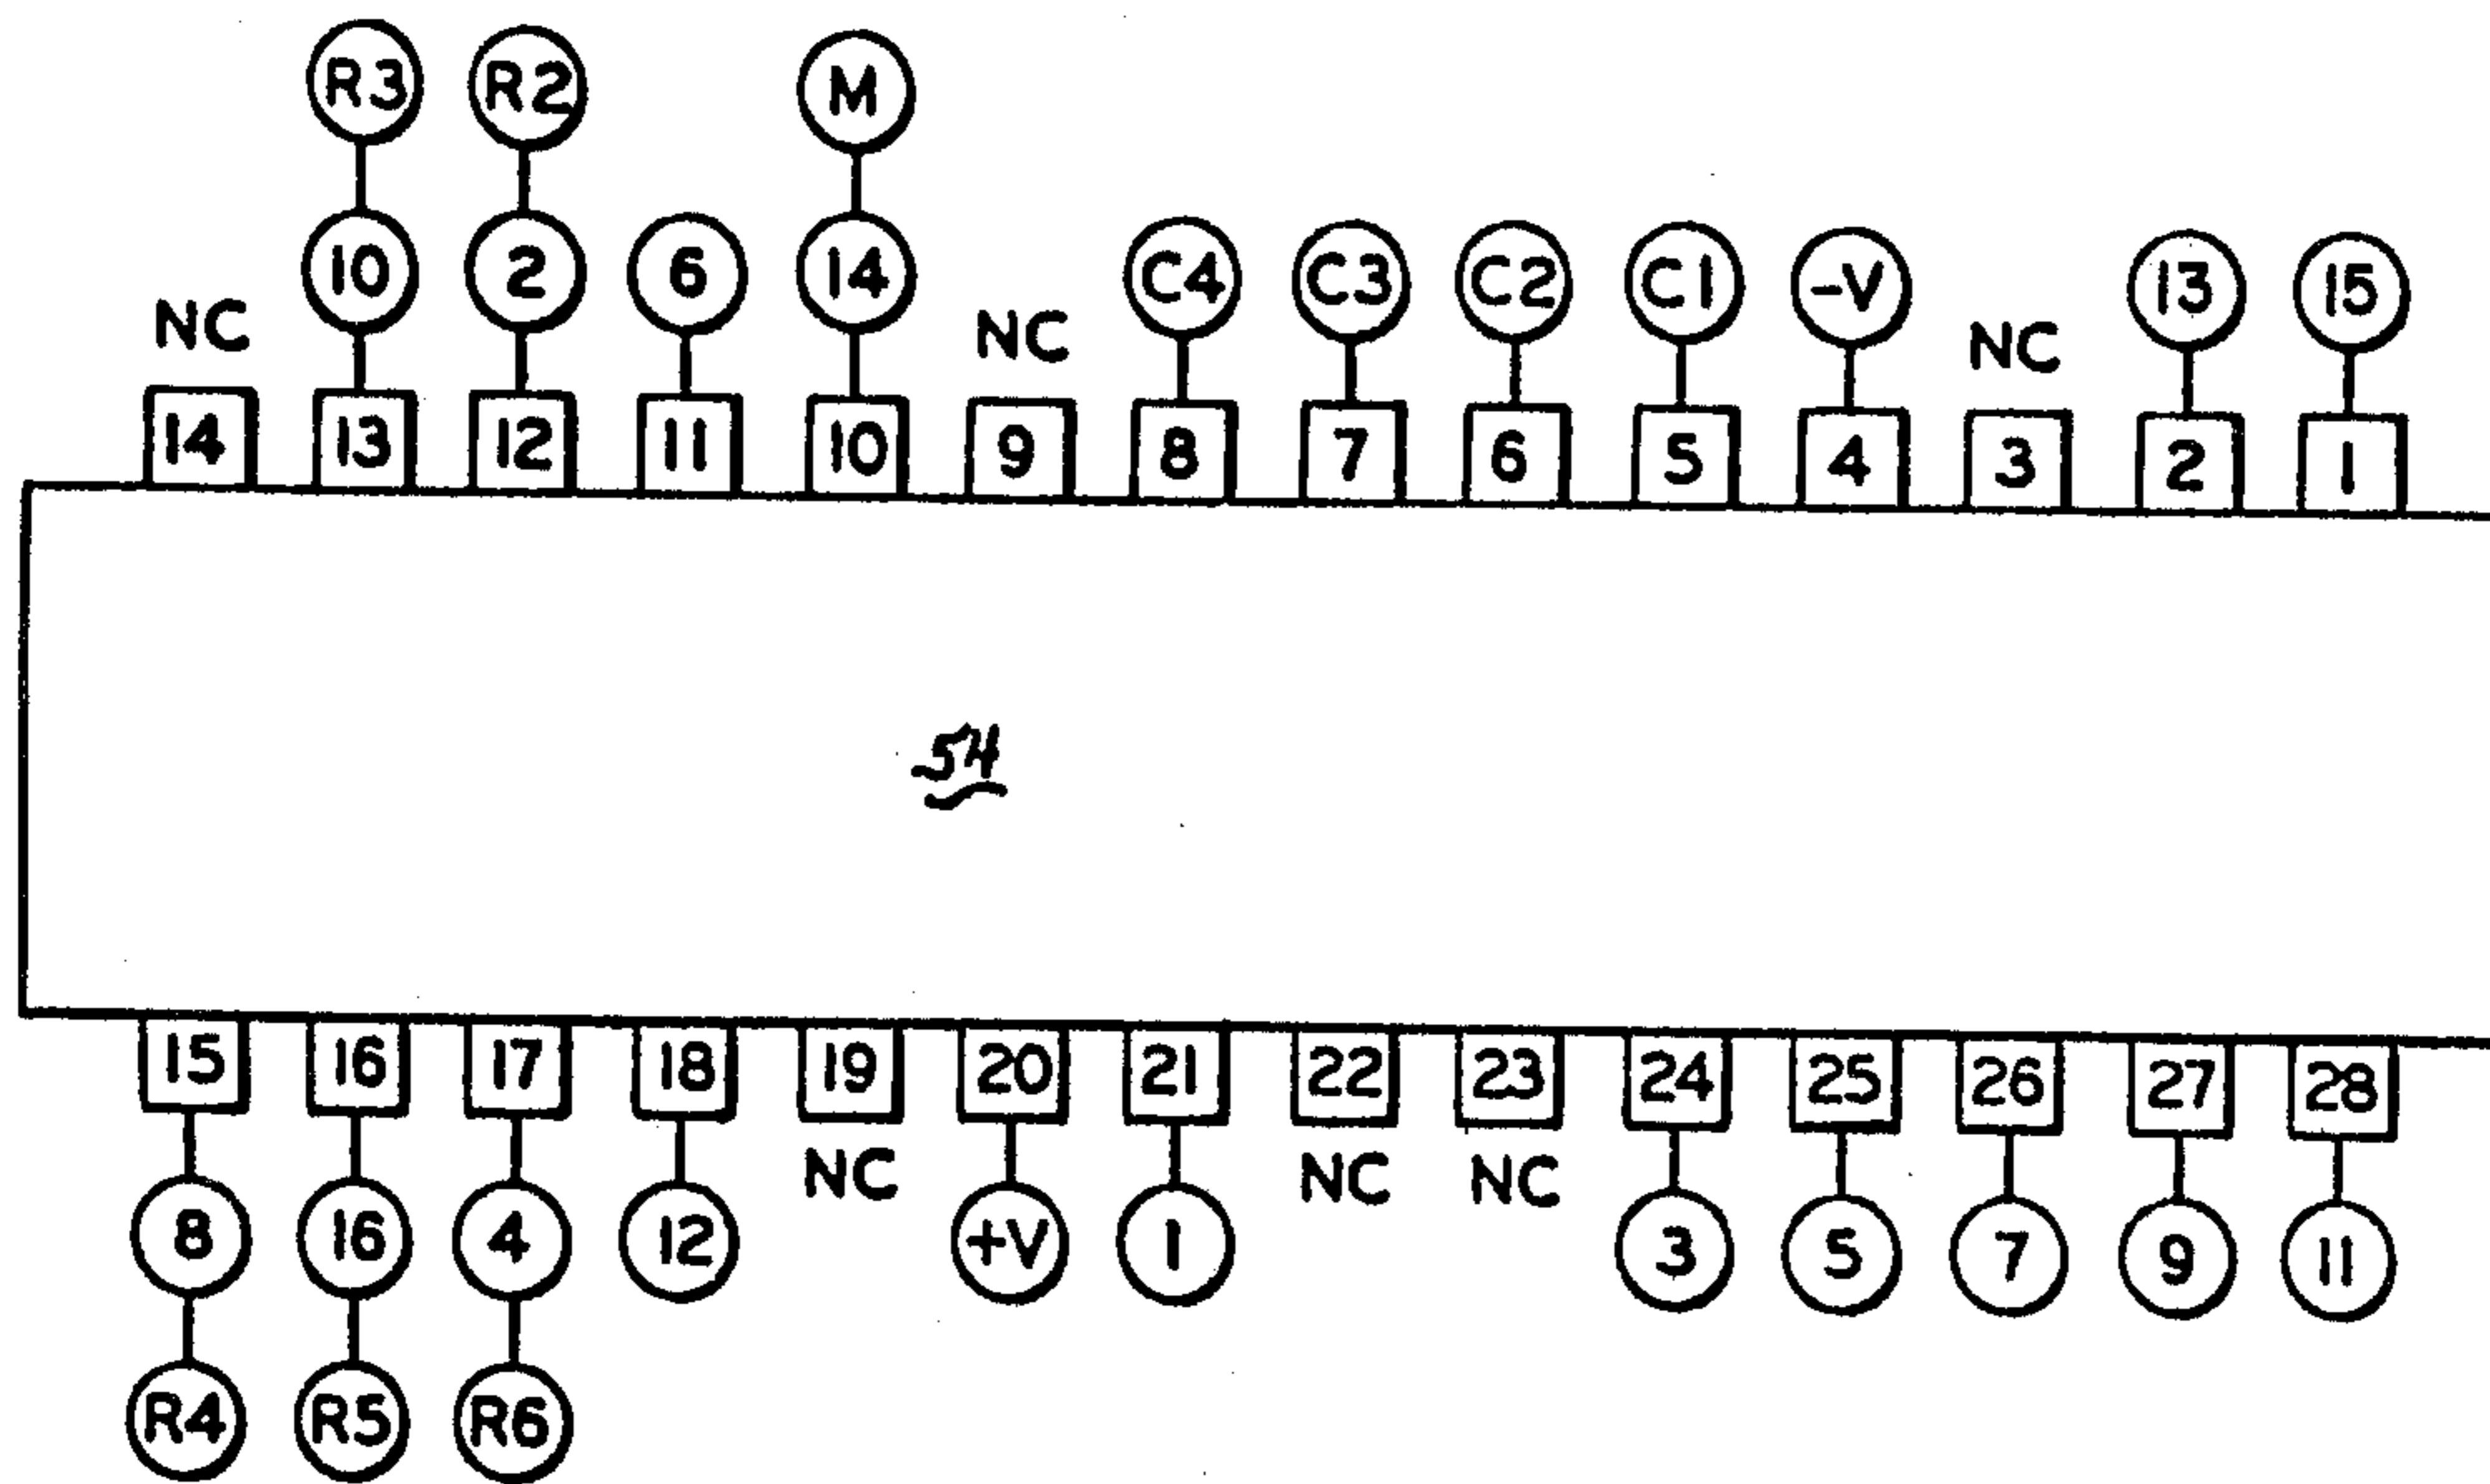 R3 R2 M
10 2 6 14 C4 C3 C2 C1 -V 13 15
NC NC NC
14 13 12 11 10 9 8 7 6 5 4 3 2 1
54
15 16 17 18 19 20 21 22 23 24 25 26 27 28
NC NC NC
8 16 4 12 +V 1 3 5 7 9 11
R4 R5 R6